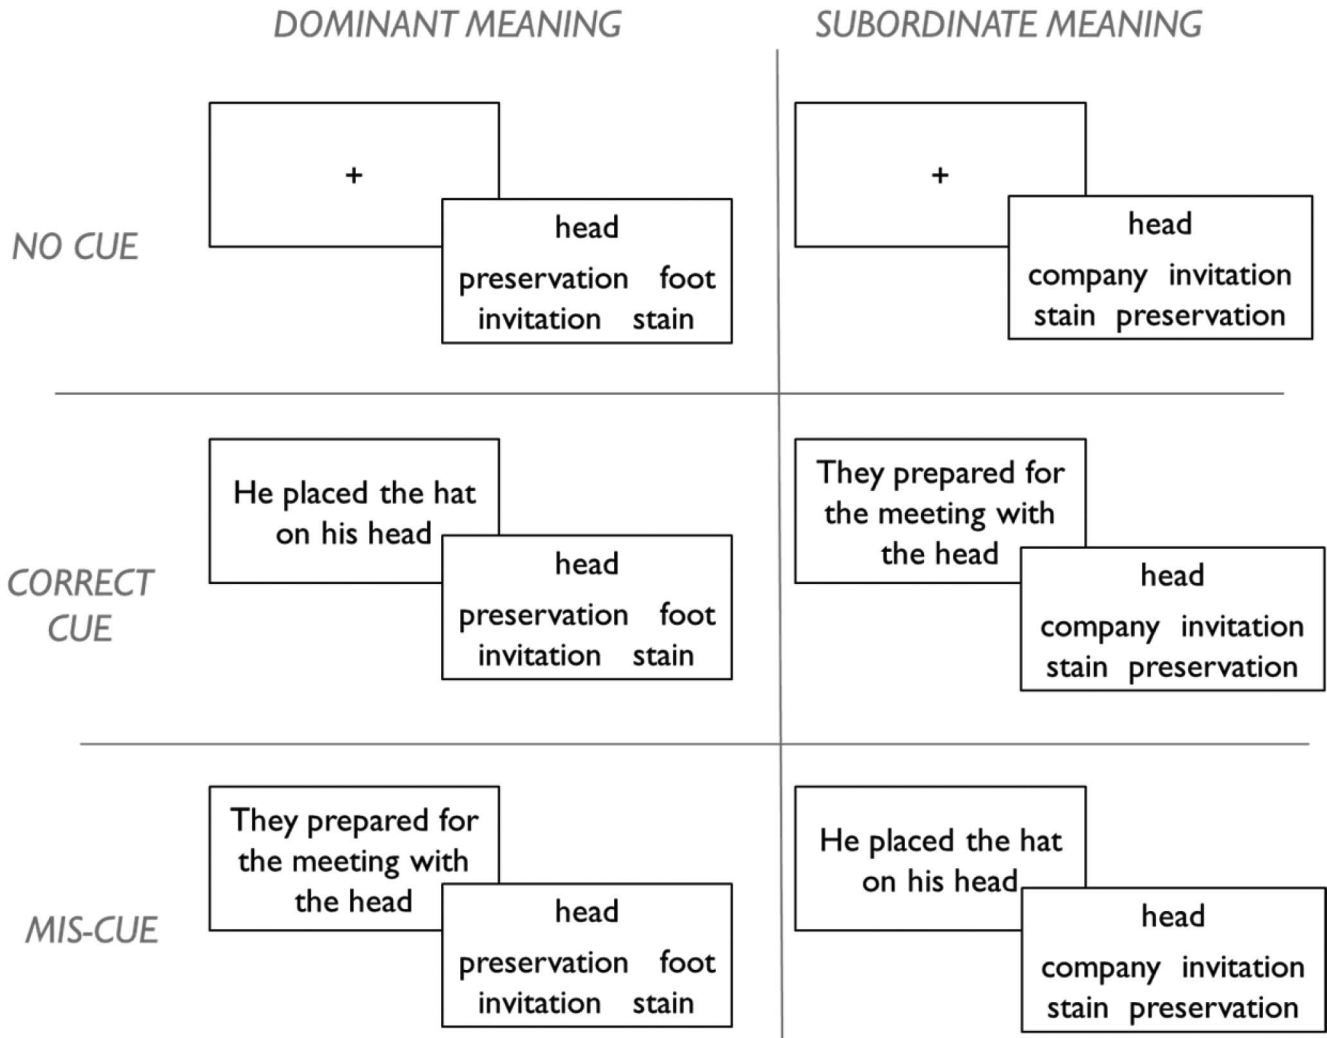 DOMINANT MEANING
SUBORDINATE MEANING
NO CUE
+
head
preservation foot
invitation stain
+
head
company invitation
stain preservation
CORRECT
CUE
He placed the hat
on his head
head
preservation foot
invitation stain
They prepared for
the meeting with
the head
head
company invitation
stain preservation
MIS-CUE
They prepared for
the meeting with
the head
head
preservation foot
invitation stain
He placed the hat
on his head
head
company invitation
stain preservation